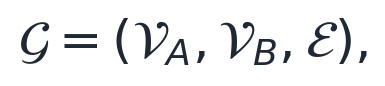 𝒢 = (𝒱_A, 𝒱_B, ℰ),